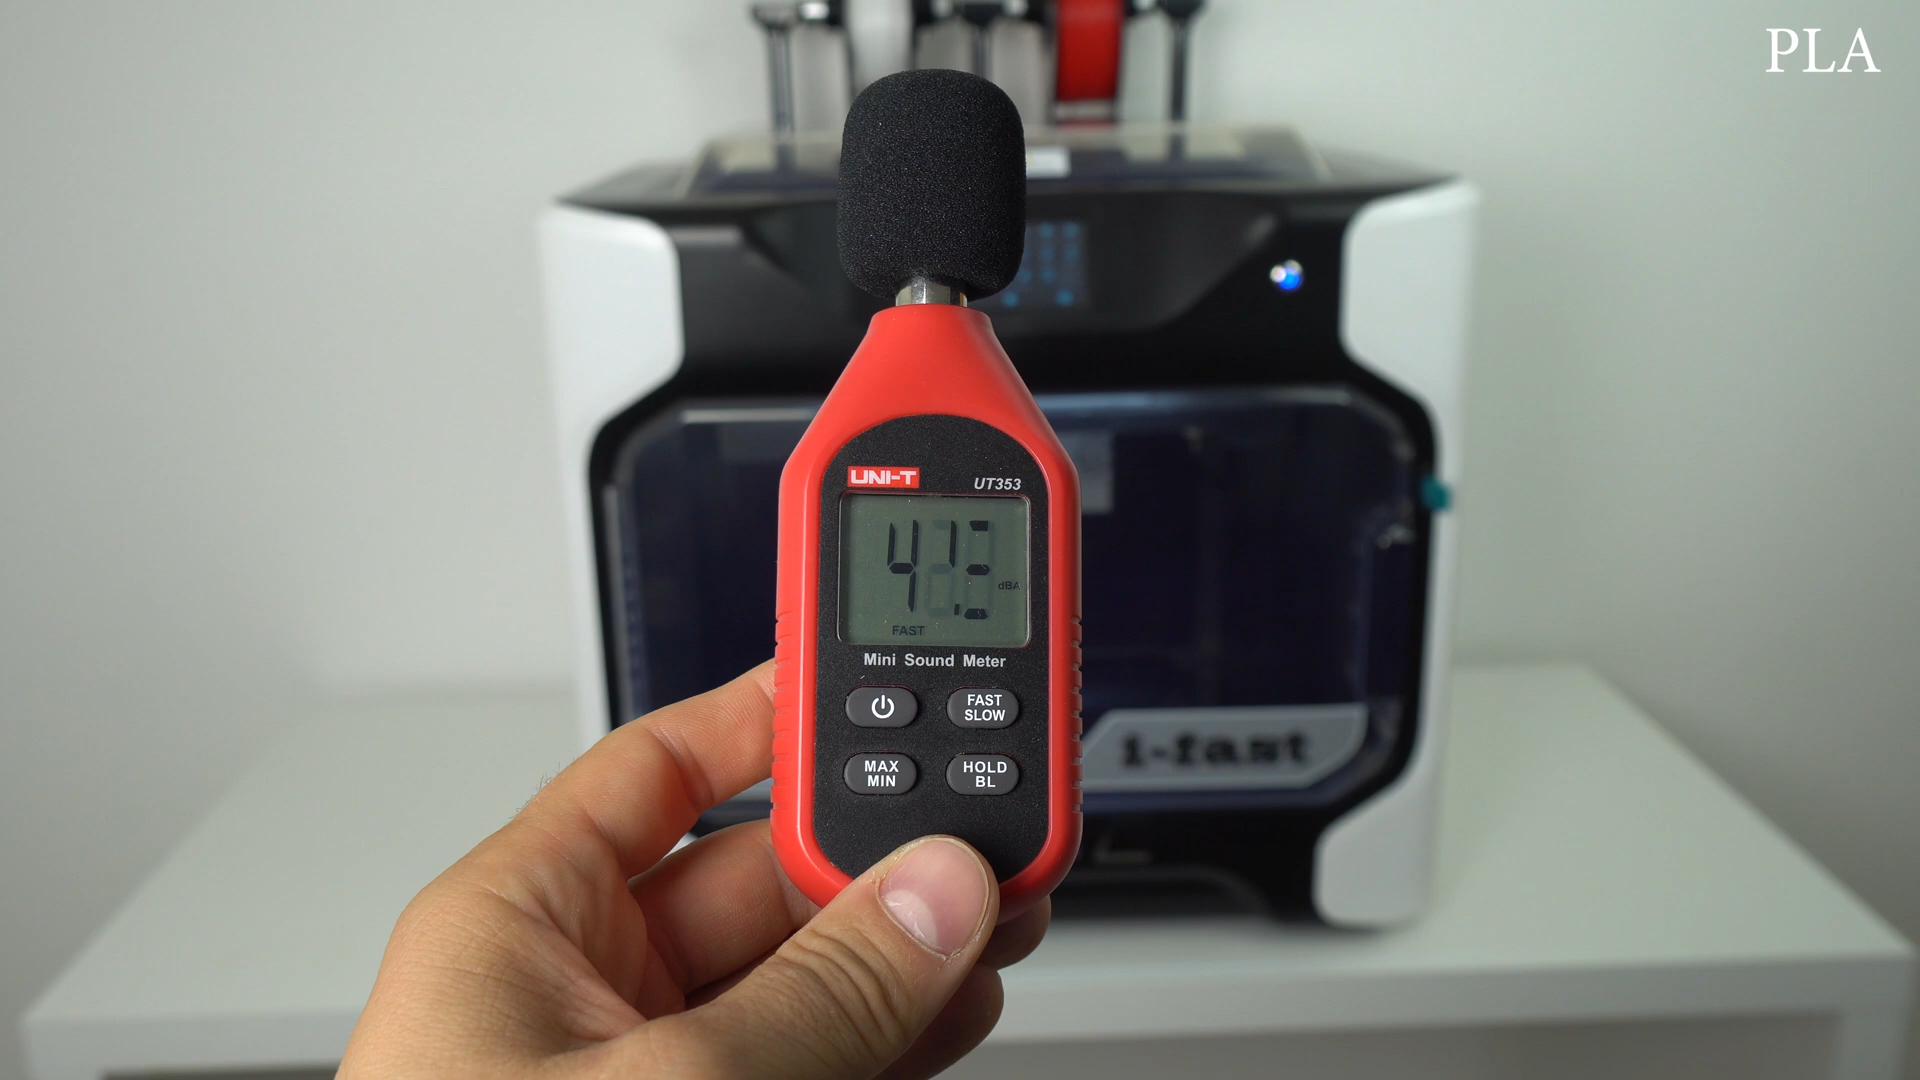 PLA
UNI-T
UT353
dBA
FAST
Mini Sound Meter
FAST
SLOW
MAX
MIN
HOLD
BL
i-fast